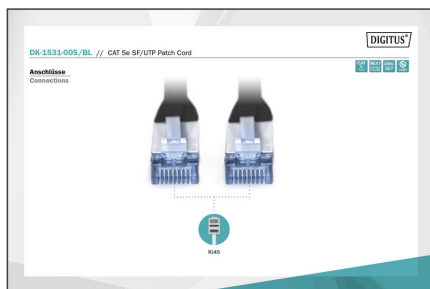 DIGITUS®
DK-1531-005/BL // CAT 5e SF/UTP Patch Cord
Anschlüsse
Connections
RJ45